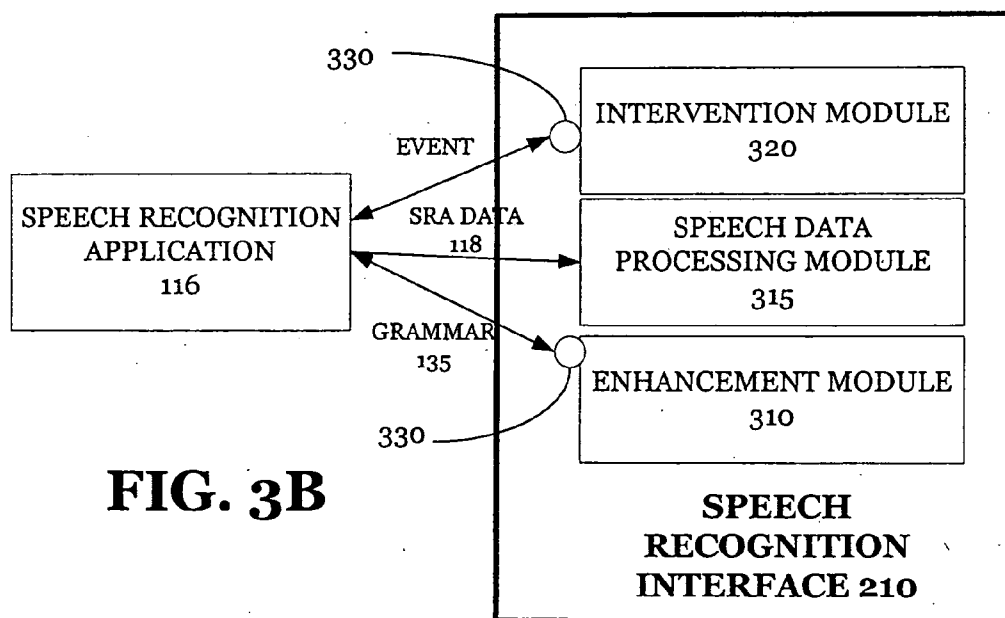 330
INTERVENTION MODULE
320
EVENT
SPEECH RECOGNITION
APPLICATION
116
SRA DATA
118
SPEECH DATA
PROCESSING MODULE
315
GRAMMAR
135
ENHANCEMENT MODULE
310
330
FIG. 3B
SPEECH
RECOGNITION
INTERFACE 210